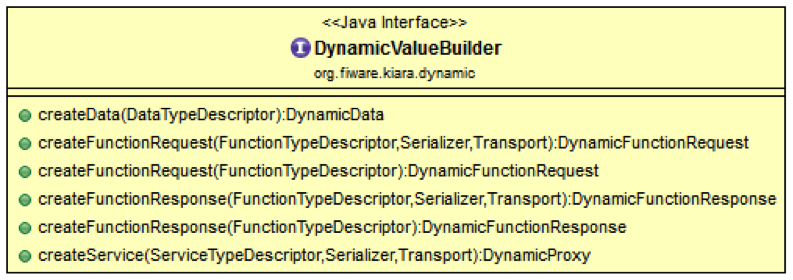 <<Java Interface>>
I DynamicValueBuilder
org.fiware.kiara.dynamic
createData(DataTypeDescriptor):DynamicData
createFunctionRequest(FunctionTypeDescriptor,Serializer,Transport):DynamicFunctionRequest
createFunctionRequest(FunctionTypeDescriptor):DynamicFunctionRequest
createFunctionResponse(FunctionTypeDescriptor,Serializer,Transport):DynamicFunctionResponse
createFunctionResponse(FunctionTypeDescriptor):DynamicFunctionResponse
createService(ServiceTypeDescriptor,Serializer,Transport):DynamicProxy